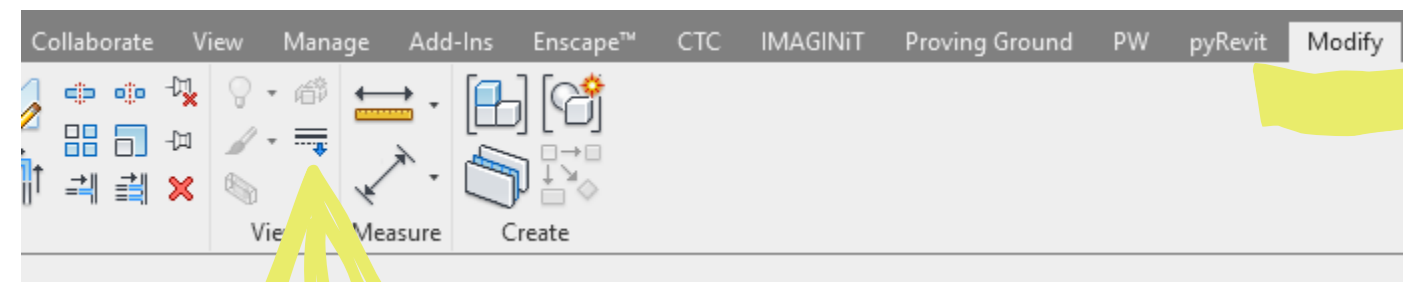 Collaborate View Manage Add-Ins Enscape™ CTC IMAGINiT Proving Ground PW pyRevit Modify
Measure Create